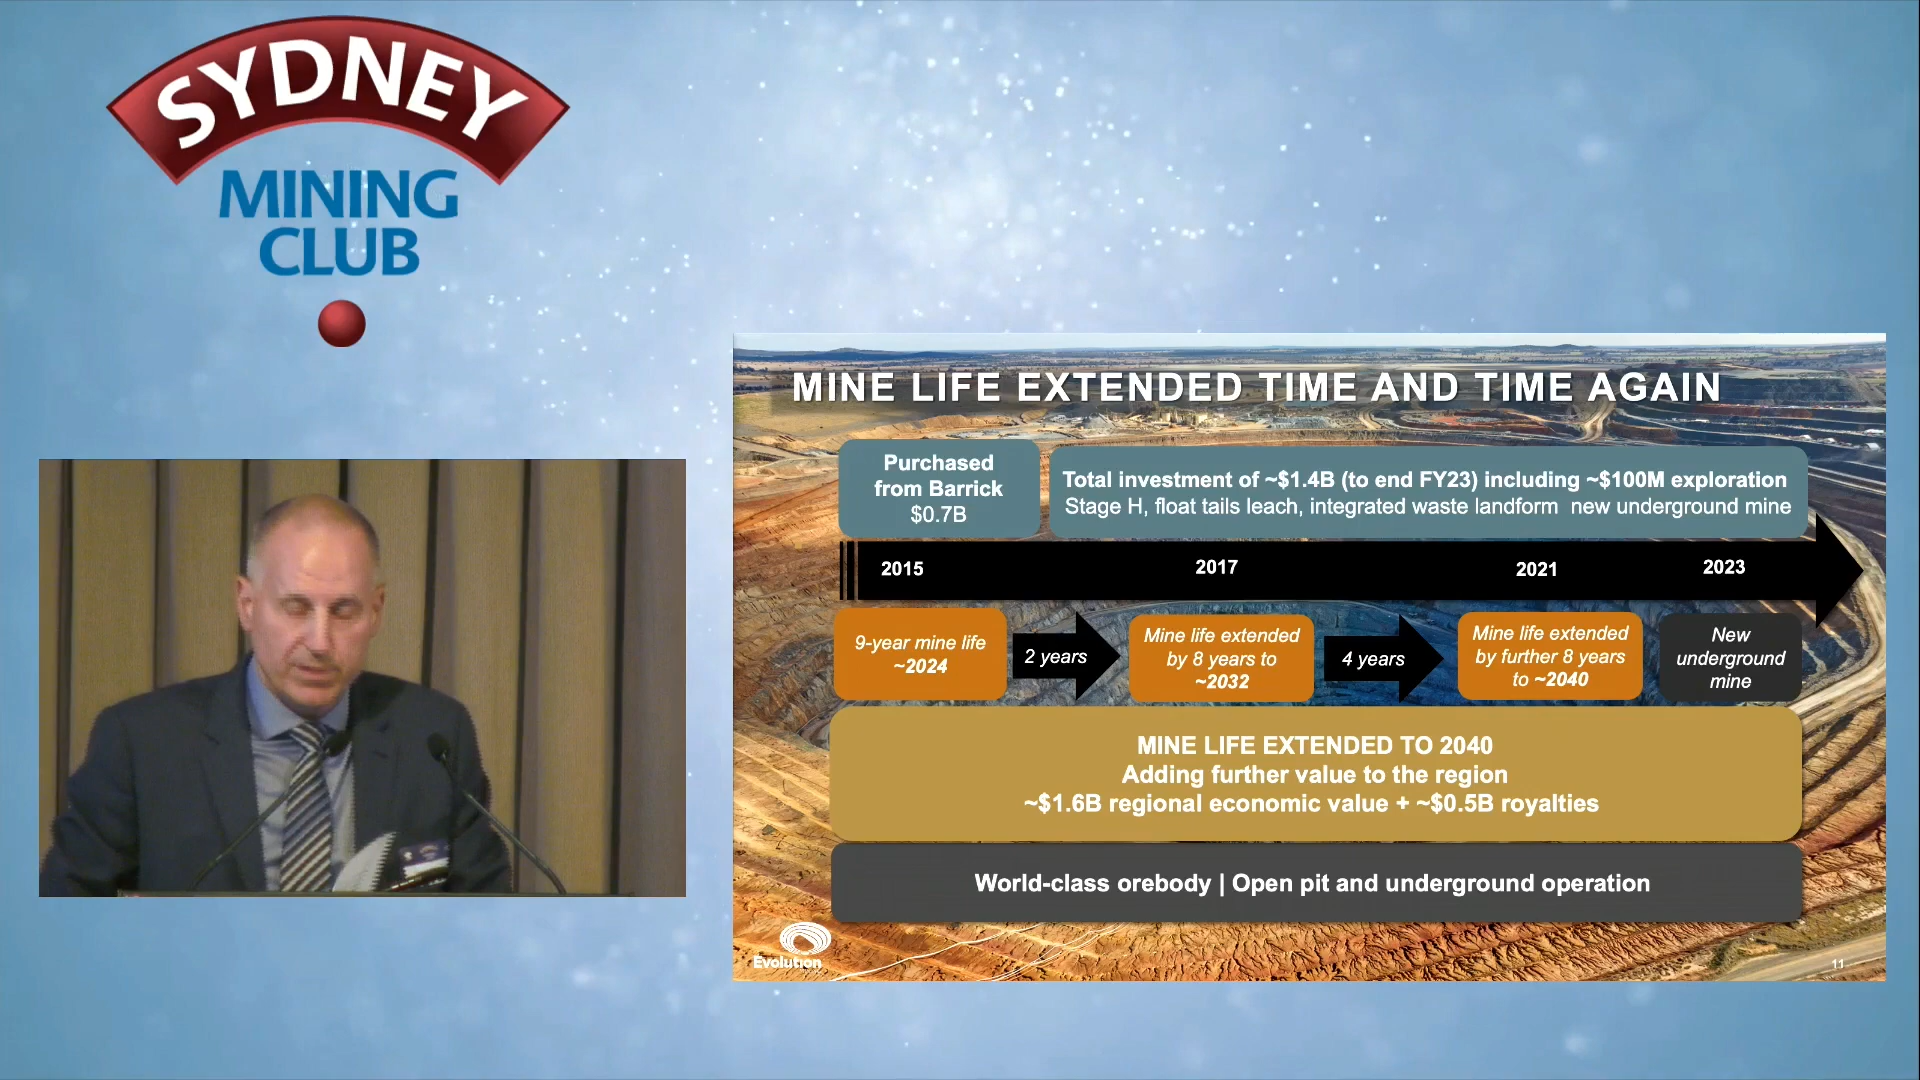 SYDNEY
MINING
CLUB
MINE LIFE EXTENDED TIME AND TIME AGAIN
Purchased
from Barrick
$0.7B
Total investment of ~$1.4B (to end FY23) including ~$100M exploration
Stage H, float tails leach, integrated waste landform new underground mine
2015
2017
2021
2023
9-year mine life
~2024
2 years
Mine life extended
by 8 years to
~2032
4 years
Mine life extended
by further 8 years
to ~2040
New
underground
mine
MINE LIFE EXTENDED TO 2040
Adding further value to the region
~$1.6B regional economic value + ~$0.5B royalties
World-class orebody | Open pit and underground operation
Evolution
11